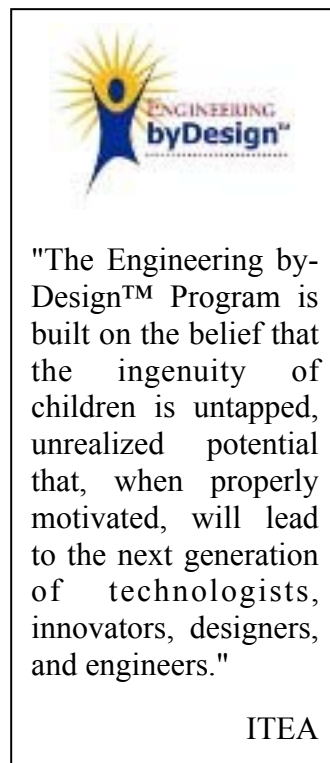 ENGINEERING
byDesign™
"The Engineering by-
Design™ Program is
built on the belief that
the ingenuity of
children is untapped,
unrealized potential
that, when properly
motivated, will lead
to the next generation
of technologists,
innovators, designers,
and engineers."
ITEA